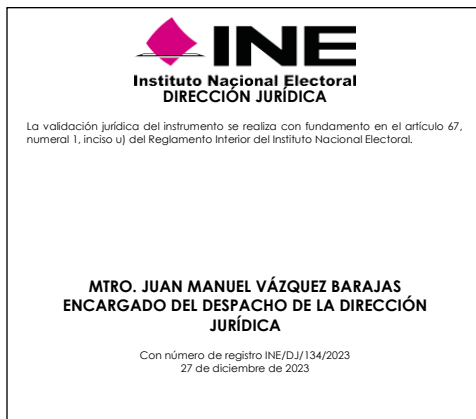 INE
Instituto Nacional Electoral
DIRECCIÓN JURÍDICA
La validación jurídica del instrumento se realiza con fundamento en el artículo 67,
numeral 1, inciso u) del Reglamento Interior del Instituto Nacional Electoral.
MTRO. JUAN MANUEL VÁZQUEZ BARAJAS
ENCARGADO DEL DESPACHO DE LA DIRECCIÓN
JURÍDICA
Con número de registro INE/DJ/134/2023
27 de diciembre de 2023